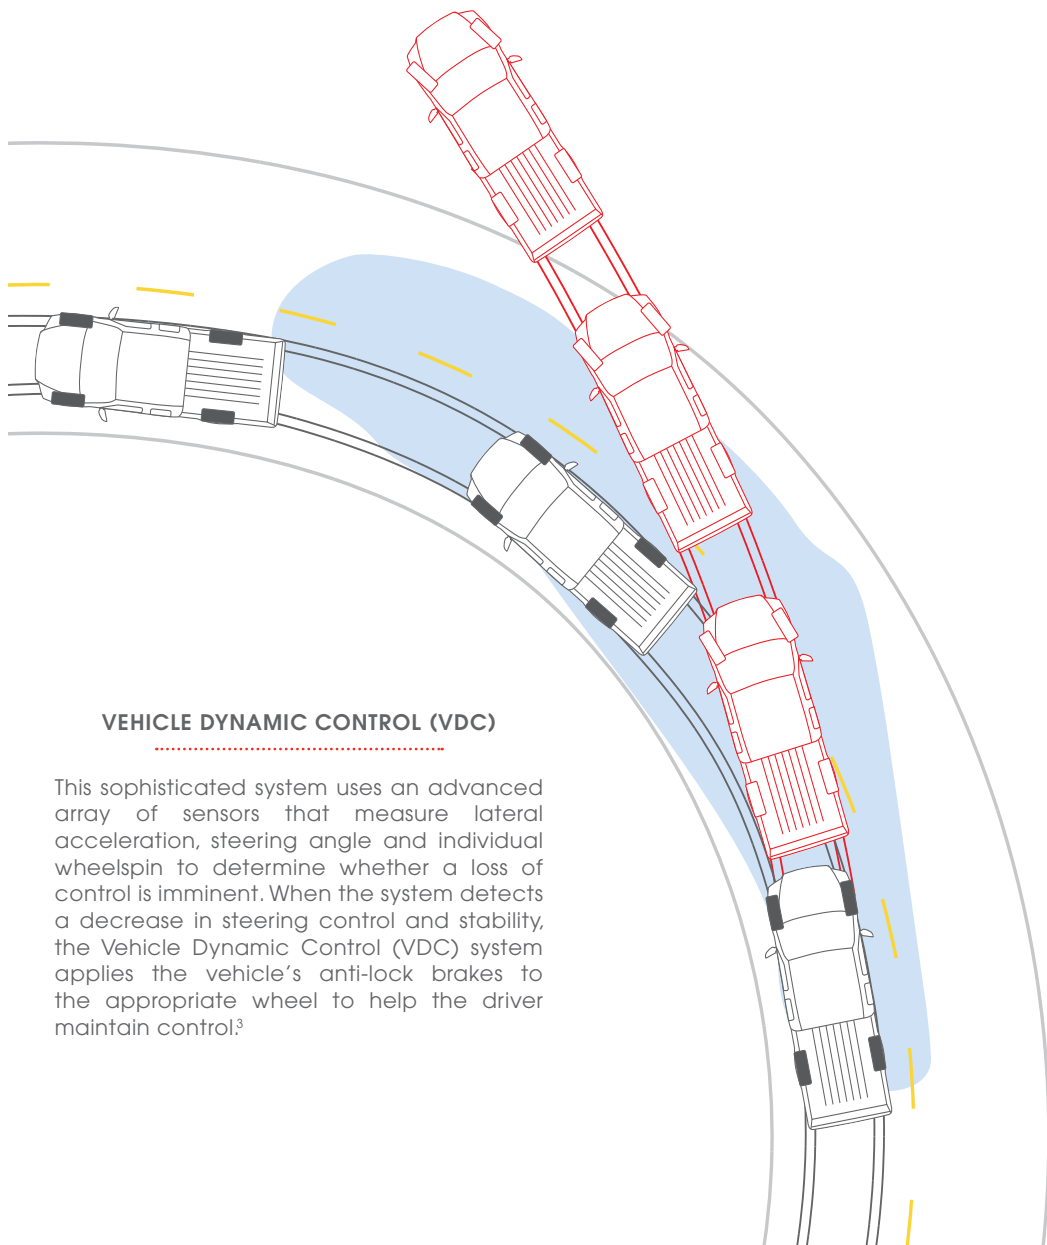 VEHICLE DYNAMIC CONTROL (VDC)
This sophisticated system uses an advanced
array of sensors that measure lateral
acceleration, steering angle and individual
wheelspin to determine whether a loss of
control is imminent. When the system detects
a decrease in steering control and stability,
the Vehicle Dynamic Control (VDC) system
applies the vehicle's anti-lock brakes to
the appropriate wheel to help the driver
maintain control.³